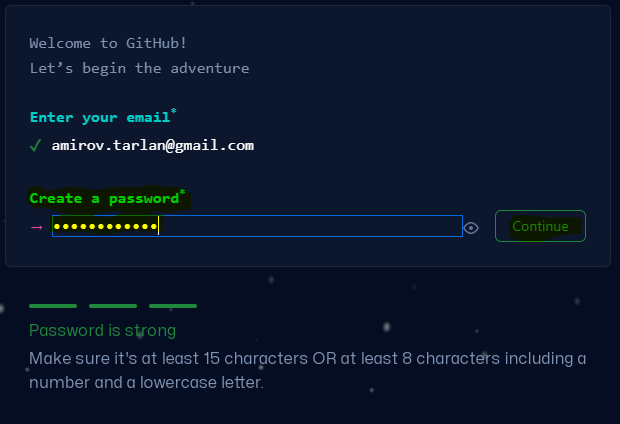 Welcome to GitHub!
Let’s begin the adventure
Enter your email*
✓ amirov.tarlan@gmail.com
Create a password*
→ ●●●●●●●●●●●● Continue
Password is strong
Make sure it's at least 15 characters OR at least 8 characters including a
number and a lowercase letter.